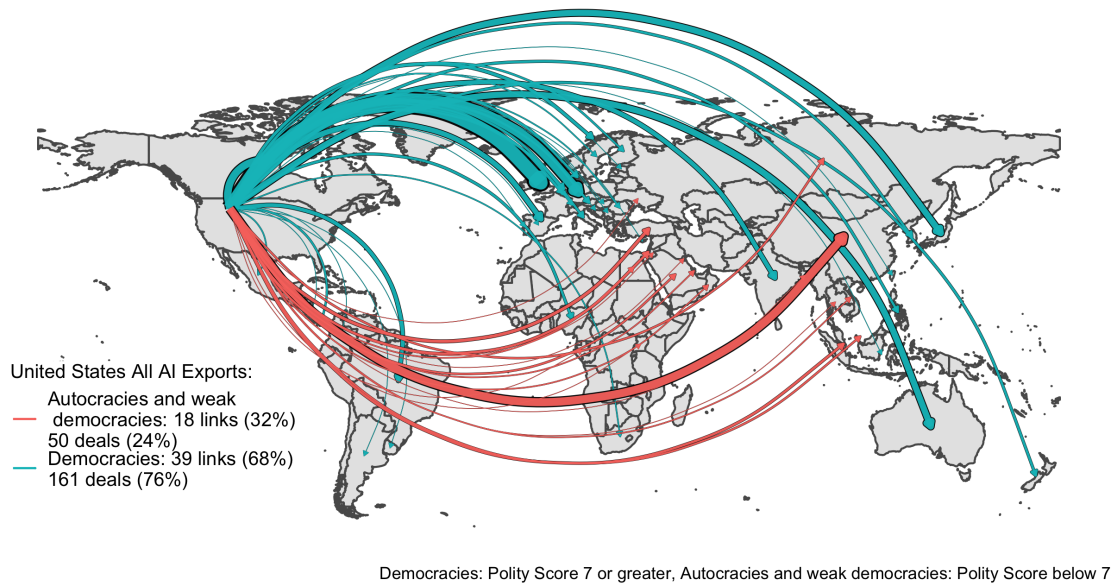 United States All AI Exports:
Autocracies and weak
democracies: 18 links (32%)
50 deals (24%)
Democracies: 39 links (68%)
161 deals (76%)
Democracies: Polity Score 7 or greater, Autocracies and weak democracies: Polity Score below 7